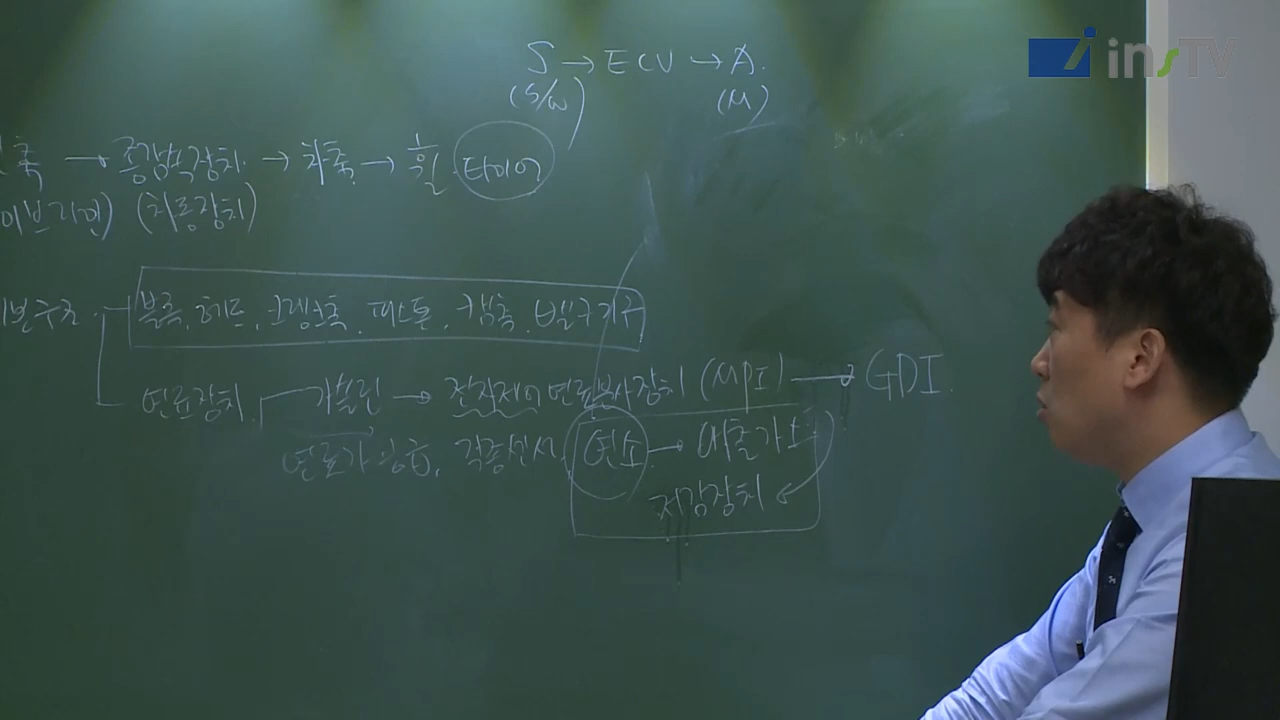 insTV
S → ECU → A.
(S/W) (M)
축 → 종감속장치 → 차축 → 휠 타이어
이브라인) (차동장치)
기본구조 블록, 헤드, 크랭크축, 피스톤, 캠축, 밸브기구
연료장치 가솔린 → 전자제어 연료분사장치 (MPI) → GDI.
연료가 공급, 각종센서, 연소 → 배출가스
저감장치